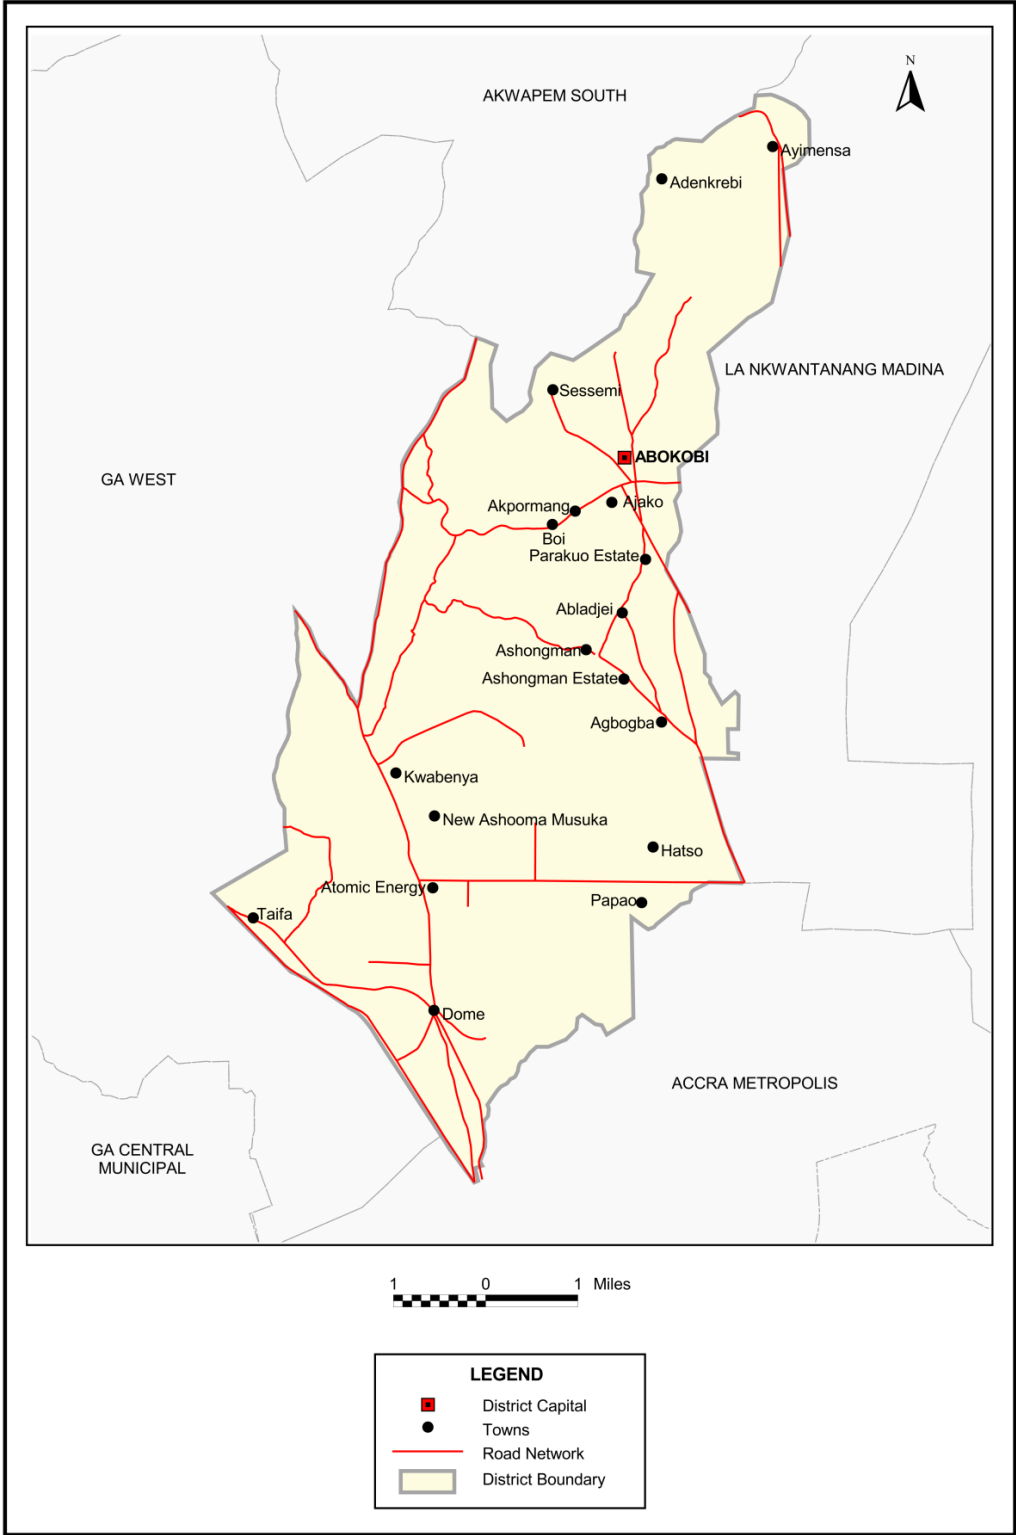 N
AKWAPEM SOUTH
Ayimensa
Adenkrebi
LA NKWANTANANG MADINA
Sessemi
ABOKOBI
GA WEST
Ajako
Akpormang
Boi
Parakuo Estate
Abladjei
Ashongman
Ashongman Estate
Agbogba
Kwabenya
New Ashooma Musuka
Hatso
Atomic Energy
Papao
Taifa
Dome
ACCRA METROPOLIS
GA CENTRAL
MUNICIPAL
1 0 1 Miles
LEGEND
District Capital
Towns
Road Network
District Boundary